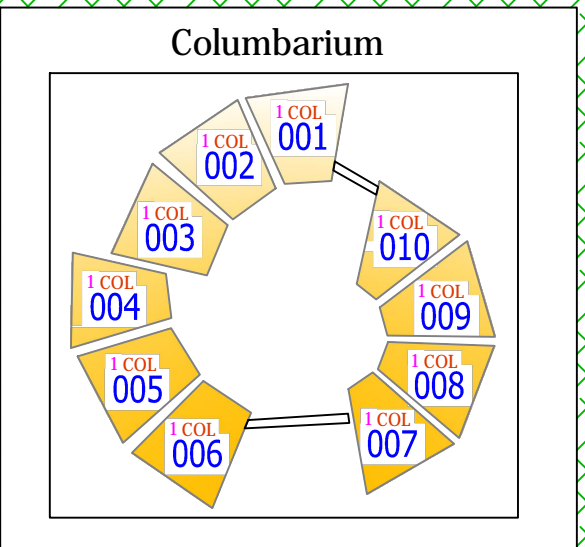 Columbarium
1 COL
001
1 COL
002
1 COL
003
1 COL
004
1 COL
005
1 COL
006
1 COL
007
1 COL
008
1 COL
009
1 COL
010